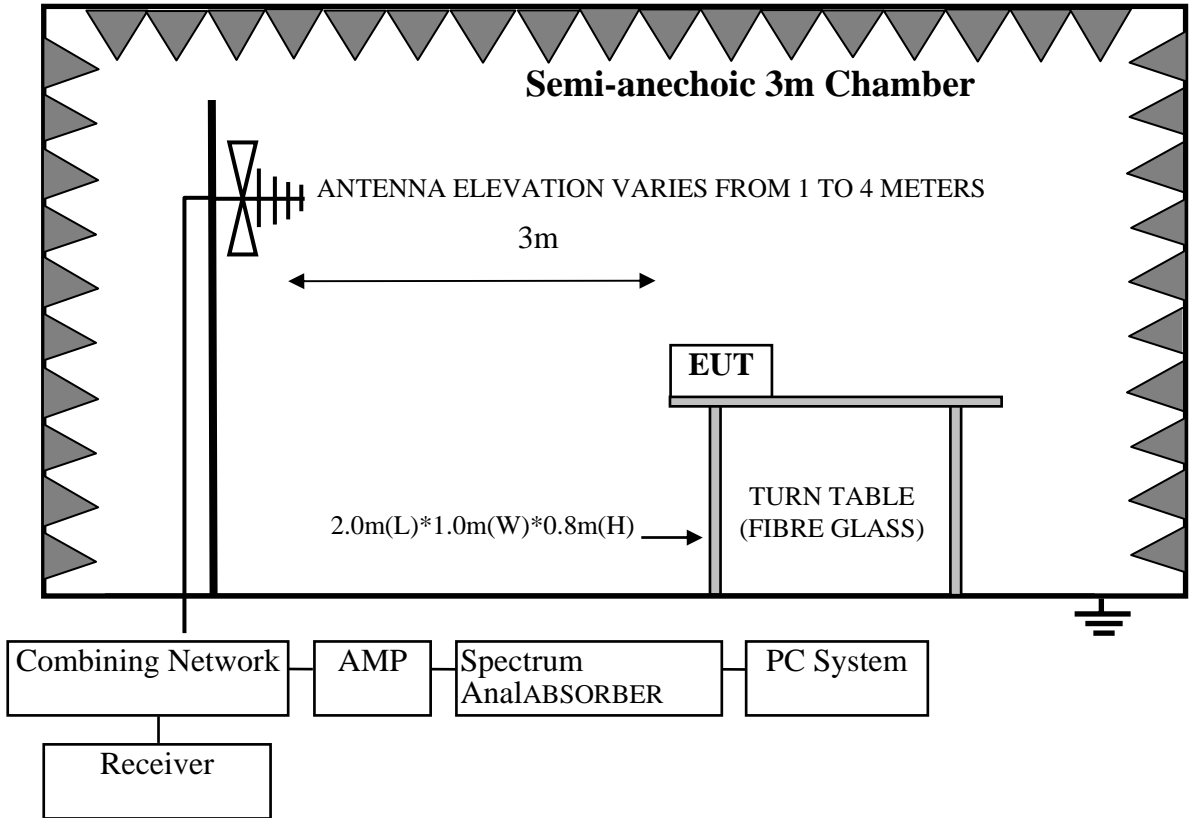 Semi-anechoic 3m Chamber
ANTENNA ELEVATION VARIES FROM 1 TO 4 METERS
3m
EUT
TURN TABLE
(FIBRE GLASS)
2.0m(L)*1.0m(W)*0.8m(H)
Combining Network
AMP
Spectrum
AnalABSORBER
PC System
Receiver